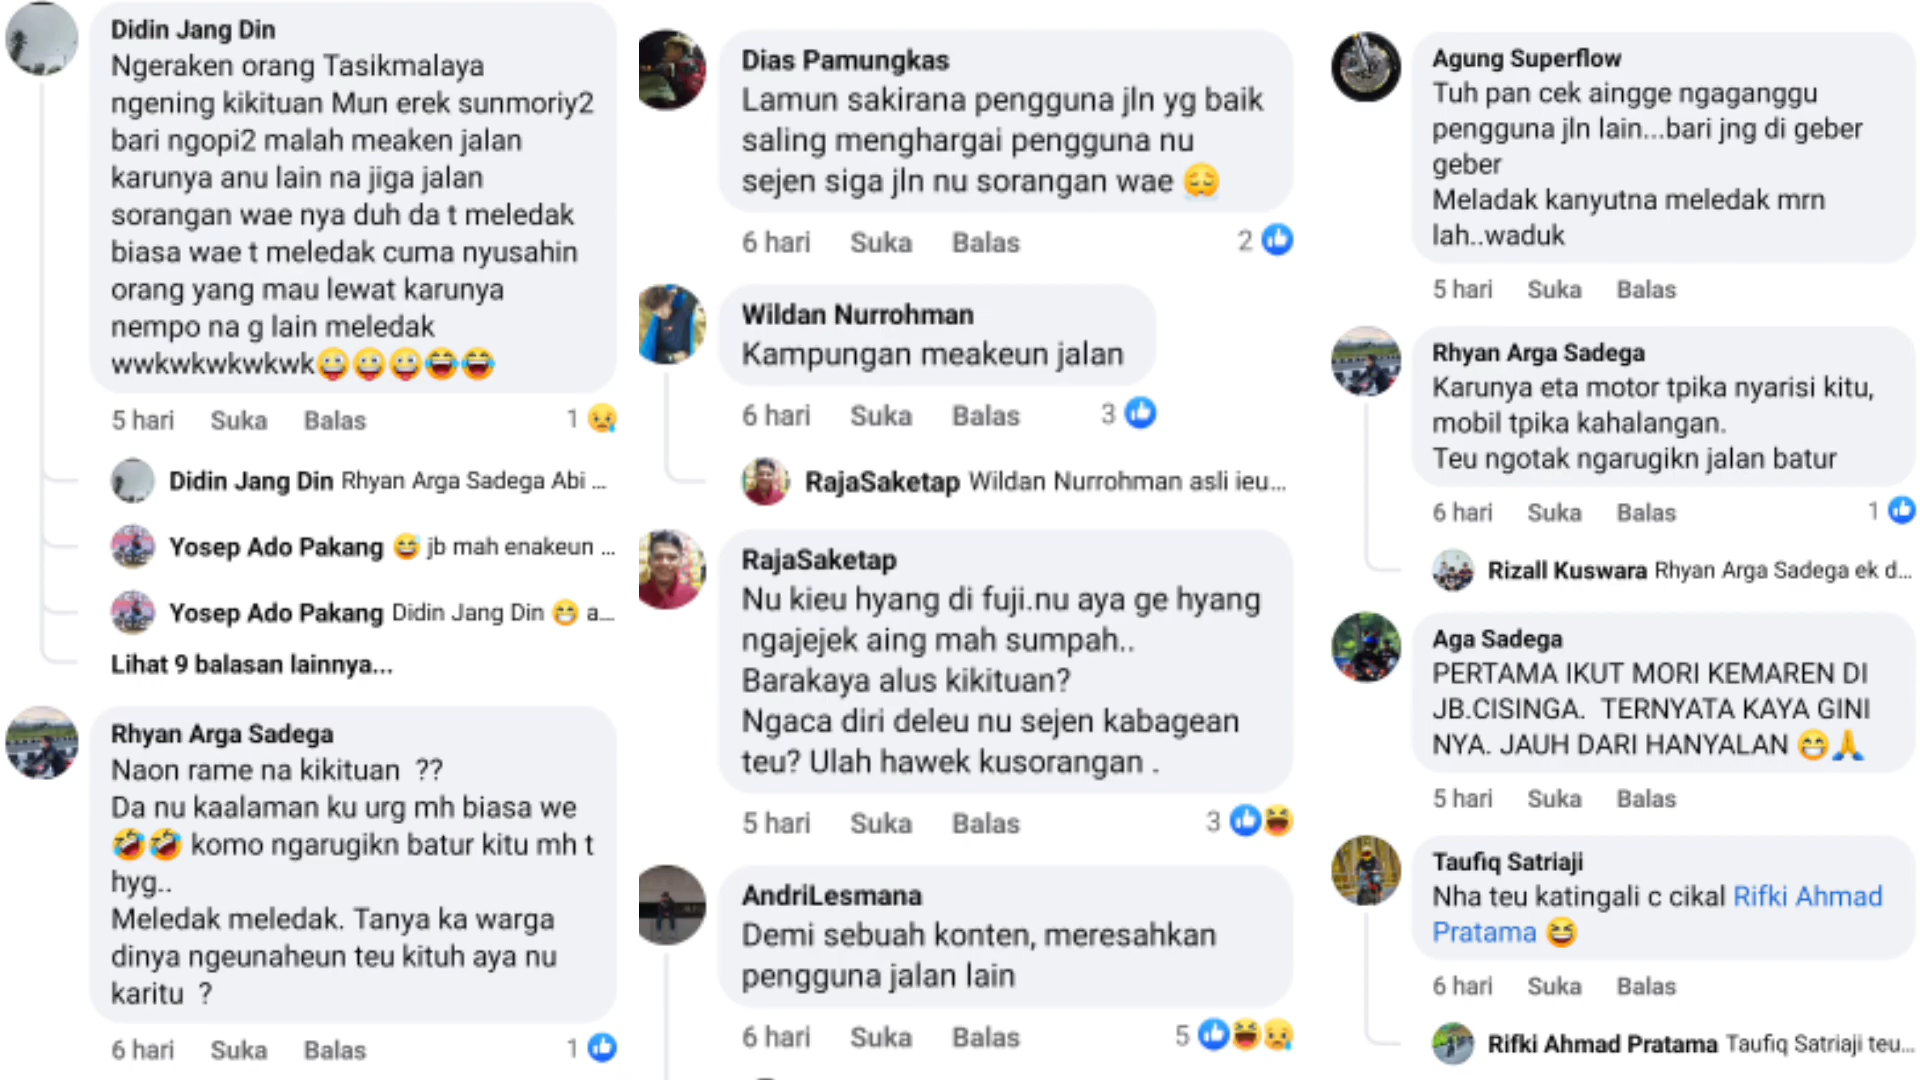 Didin Jang Din
Ngeraken orang Tasikmalaya
ngening kikituan Mun erek sunmoriy2
bari ngopi2 malah meaken jalan
karunya anu lain na jiga jalan
sorangan wae nya duh da t meledak
biasa wae t meledak cuma nyusahin
orang yang mau lewat karunya
nempo na g lain meledak
wwkwkwkwkwk🤪🤪🤪😂😂
5 hari Suka Balas 1
Didin Jang Din Rhyan Arga Sadega Abi ...
Yosep Ado Pakang 😅 jb mah enakeun ...
Yosep Ado Pakang Didin Jang Din 😁 a...
Lihat 9 balasan lainnya...
Rhyan Arga Sadega
Naon rame na kikituan ??
Da nu kaalaman ku urg mh biasa we
🤣🤣 komo ngarugikn batur kitu mh t
hyg..
Meledak meledak. Tanya ka warga
dinya ngeunaheun teu kituh aya nu
karitu ?
6 hari Suka Balas 1
Dias Pamungkas
Lamun sakirana pengguna jln yg baik
saling menghargai pengguna nu
sejen siga jln nu sorangan wae 😔
6 hari Suka Balas 2
Wildan Nurrohman
Kampungan meakeun jalan
6 hari Suka Balas 3
RajaSaketap Wildan Nurrohman asli ieu...
RajaSaketap
Nu kieu hyang di fuji.nu aya ge hyang
ngajejek aing mah sumpah..
Barakaya alus kikituan?
Ngaca diri deleu nu sejen kabagean
teu? Ulah hawek kusorangan .
5 hari Suka Balas 3
AndriLesmana
Demi sebuah konten, meresahkan
pengguna jalan lain
6 hari Suka Balas 5
Agung Superflow
Tuh pan cek aingge ngaganggu
pengguna jln lain...bari jng di geber
geber
Meladak kanyutna meledak mrn
lah..waduk
5 hari Suka Balas
Rhyan Arga Sadega
Karunya eta motor tpika nyarisi kitu,
mobil tpika kahalangan.
Teu ngotak ngarugikn jalan batur
6 hari Suka Balas 1
Rizall Kuswara Rhyan Arga Sadega ek d...
Aga Sadega
PERTAMA IKUT MORI KEMAREN DI
JB.CISINGA. TERNYATA KAYA GINI
NYA. JAUH DARI HANYALAN 😁🙏
5 hari Suka Balas
Taufiq Satriaji
Nha teu katingali c cikal Rifki Ahmad
Pratama 😆
6 hari Suka Balas
Rifki Ahmad Pratama Taufiq Satriaji teu...